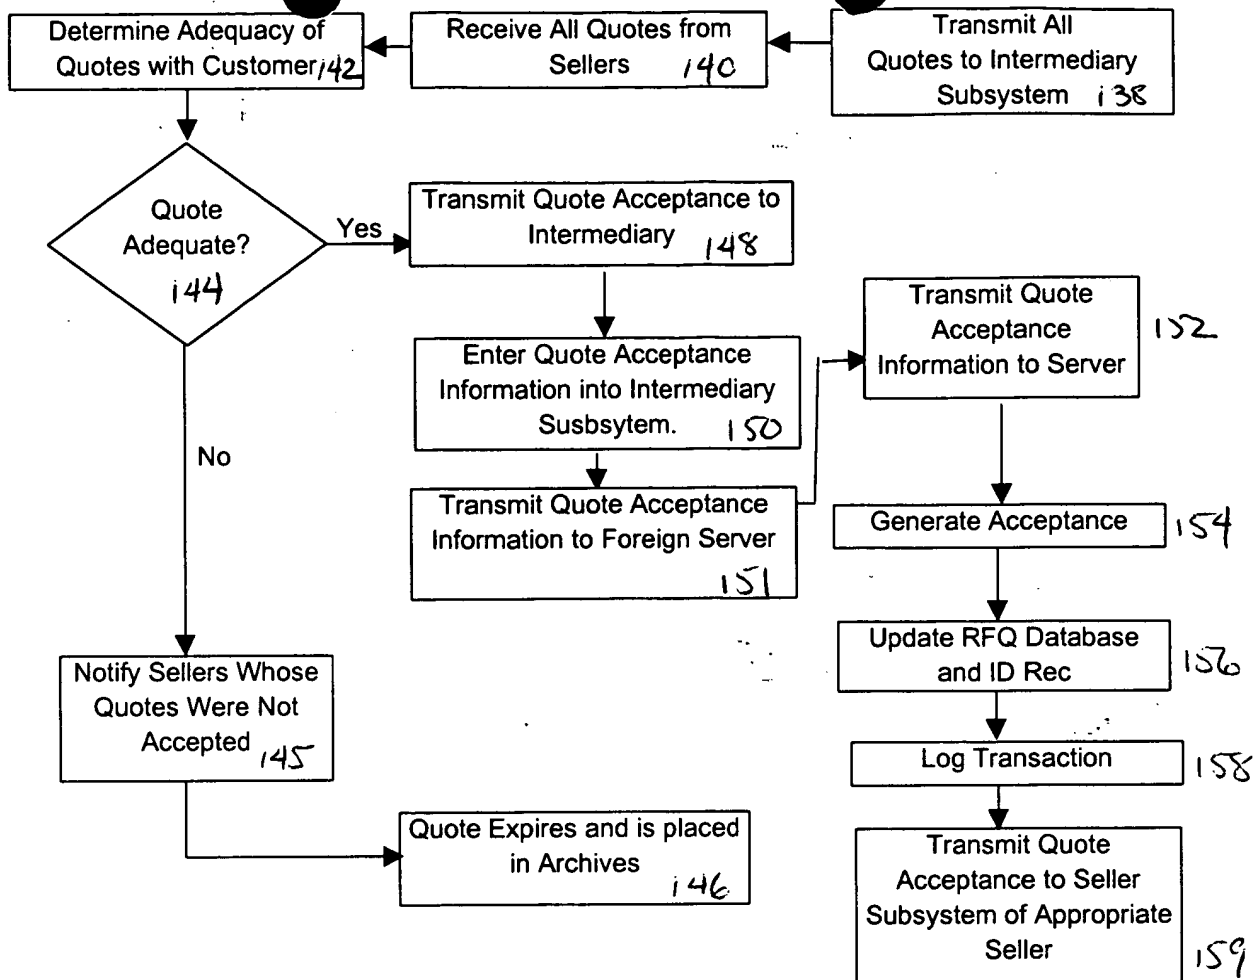 Transmit All
Quotes to Intermediary
Subsystem 138
Receive All Quotes from
Sellers 140
Determine Adequacy of
Quotes with Customer 142
Quote
Adequate?
144
Yes
No
Transmit Quote Acceptance to
Intermediary 148
Enter Quote Acceptance
Information into Intermediary
Susbsytem. 150
Transmit Quote Acceptance
Information to Foreign Server
151
Transmit Quote
Acceptance
Information to Server
152
Generate Acceptance 154
Update RFQ Database
and ID Rec 156
Log Transaction 158
Transmit Quote
Acceptance to Seller
Subsystem of Appropriate
Seller 159
Notify Sellers Whose
Quotes Were Not
Accepted 145
Quote Expires and is placed
in Archives
146